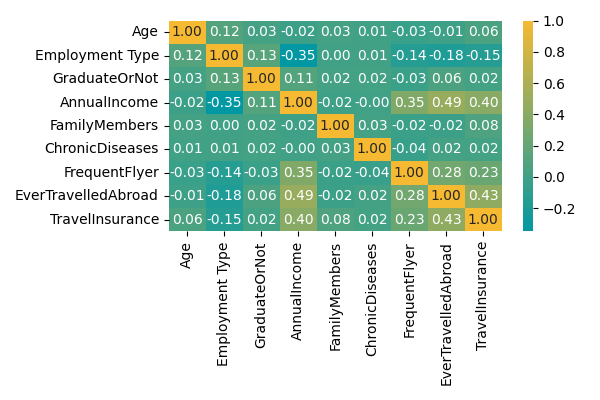 Age 1.00 0.12 0.03 -0.02 0.03 0.01 -0.03 -0.01 0.06
Employment Type 0.12 1.00 0.13 -0.35 0.00 0.01 -0.14 -0.18 -0.15
GraduateOrNot 0.03 0.13 1.00 0.11 0.02 0.02 -0.03 0.06 0.02
AnnualIncome -0.02 -0.35 0.11 1.00 -0.02 -0.00 0.35 0.49 0.40
FamilyMembers 0.03 0.00 0.02 -0.02 1.00 0.03 -0.02 -0.02 0.08
ChronicDiseases 0.01 0.01 0.02 -0.00 0.03 1.00 -0.04 0.02 0.02
FrequentFlyer -0.03 -0.14 -0.03 0.35 -0.02 -0.04 1.00 0.28 0.23
EverTravelledAbroad -0.01 -0.18 0.06 0.49 -0.02 0.02 0.28 1.00 0.43
TravelInsurance 0.06 -0.15 0.02 0.40 0.08 0.02 0.23 0.43 1.00
Age
Employment Type
GraduateOrNot
AnnualIncome
FamilyMembers
ChronicDiseases
FrequentFlyer
EverTravelledAbroad
TravelInsurance
1.0
0.8
0.6
0.4
0.2
0.0
−0.2